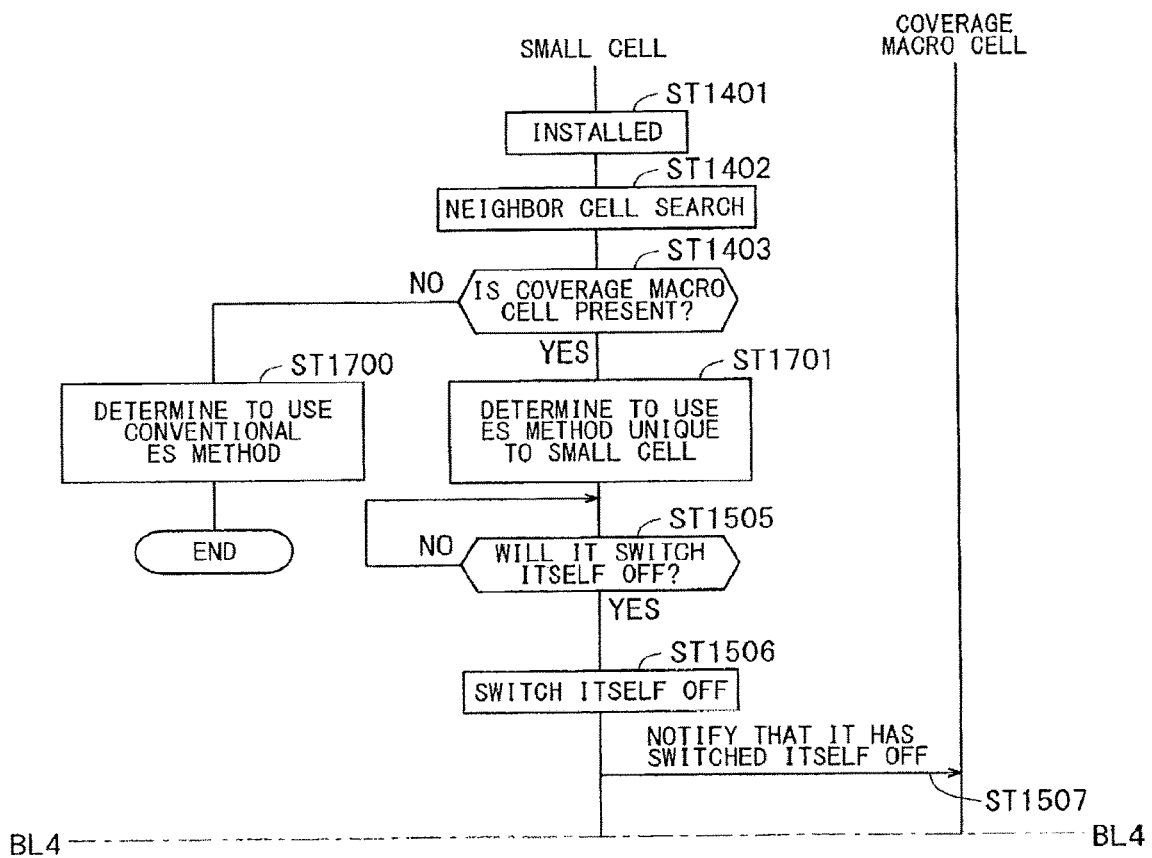 SMALL CELL
COVERAGE
MACRO CELL
ST1401
INSTALLED
ST1402
NEIGHBOR CELL SEARCH
ST1403
NO
IS COVERAGE MACRO
CELL PRESENT?
YES
ST1700
DETERMINE TO USE
CONVENTIONAL
ES METHOD
ST1701
DETERMINE TO USE
ES METHOD UNIQUE
TO SMALL CELL
END
ST1505
NO
WILL IT SWITCH
ITSELF OFF?
YES
ST1506
SWITCH ITSELF OFF
NOTIFY THAT IT HAS
SWITCHED ITSELF OFF
ST1507
BL4
BL4